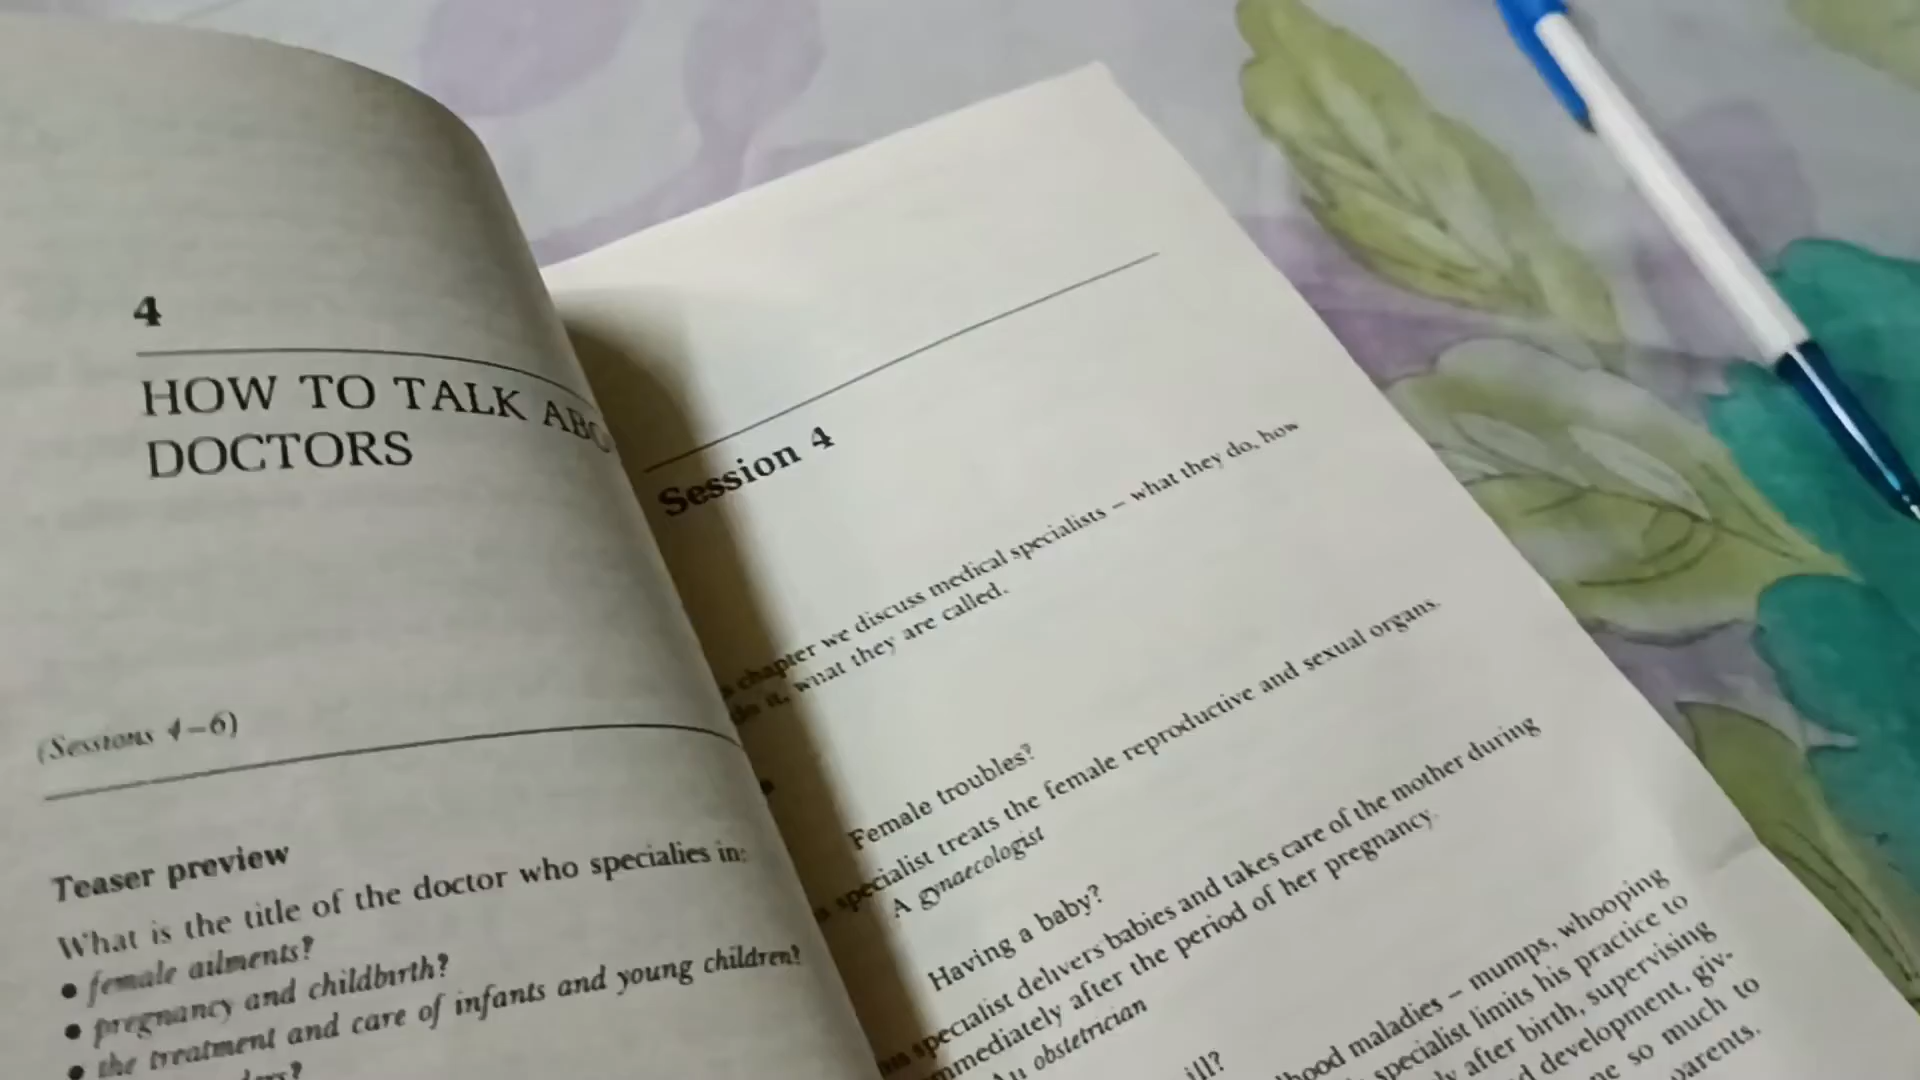 4
HOW TO TALK
DOCTORS
(Sessions 4–6)
Teaser preview
What is the title of the doctor who specialies in:
• female ailments?
• pregnancy and childbirth?
• the treatment and care of infants and young children?
Session 4
chapter we discuss medical specialists – what they do, how
do it, what they are called.
Female troubles?
specialist treats the female reproductive and sexual organs.
A gynaecologist
Having a baby?
specialist delivers babies and takes care of the mother during
immediately after the period of her pregnancy.
An obstetrician
ill?
maladies – mumps, whooping
specialist limits his practice to
after birth, supervising
development, giv-
so much to
parents.